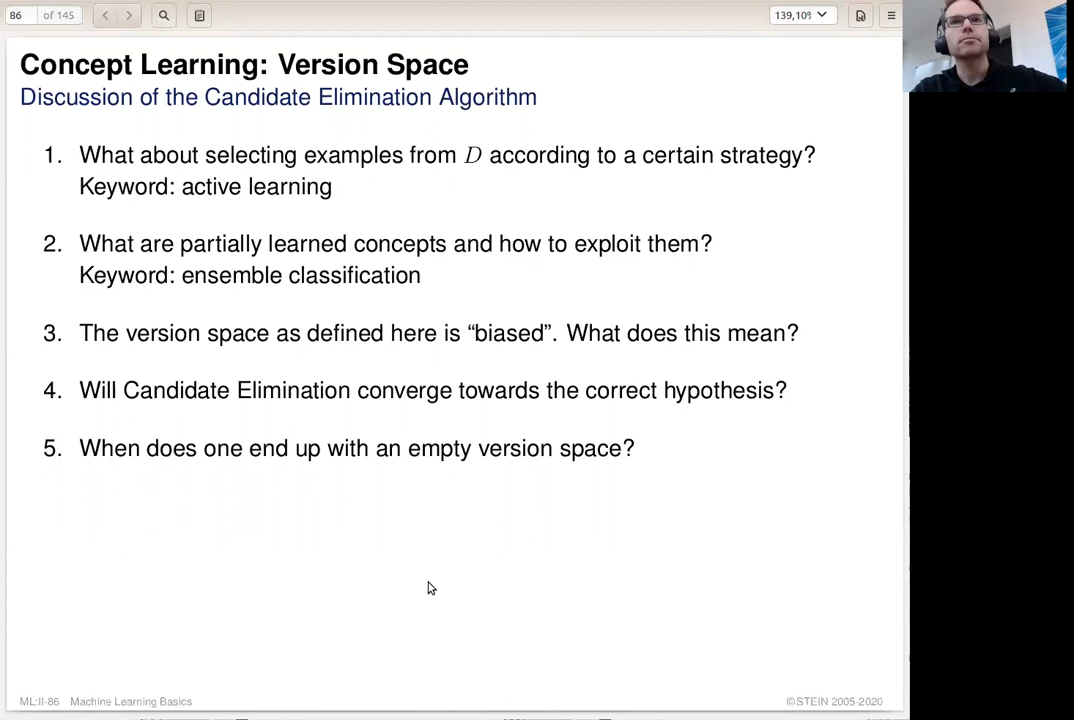 86 of 145 139,10%
Concept Learning: Version Space
Discussion of the Candidate Elimination Algorithm
1. What about selecting examples from D according to a certain strategy?
Keyword: active learning
2. What are partially learned concepts and how to exploit them?
Keyword: ensemble classification
3. The version space as defined here is “biased”. What does this mean?
4. Will Candidate Elimination converge towards the correct hypothesis?
5. When does one end up with an empty version space?
ML:II-86 Machine Learning Basics ©STEIN 2005-2020